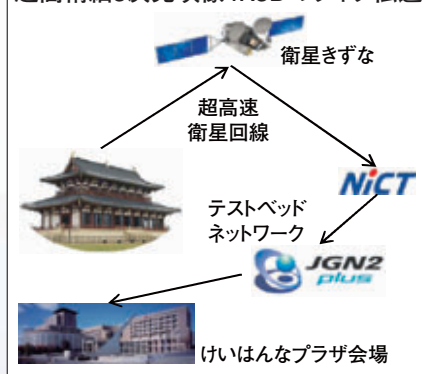 衛星きずな
超高速
衛星回線
NiCT
テストベッド
ネットワーク
JGN2
plus
けいはんなプラザ会場